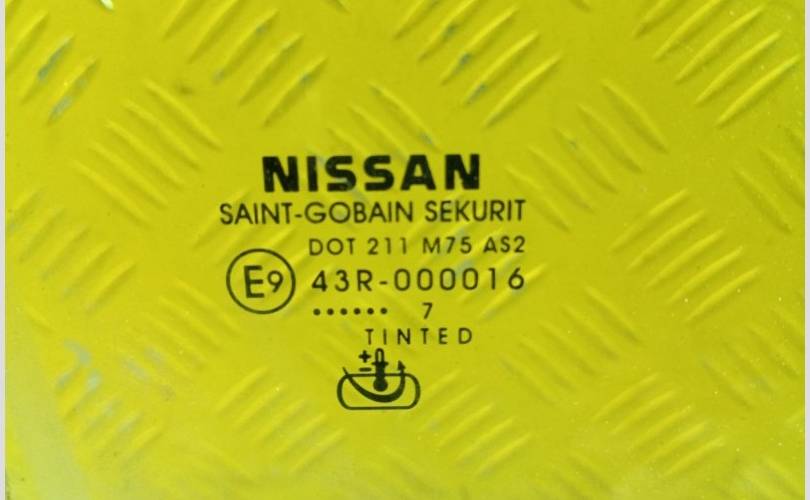 NISSAN
SAINT-GOBAIN SEKURIT
DOT 211 M75 AS2
E9 43R-000016
...... 7
TINTED